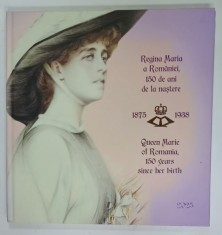 Regina Maria
a României,
150 de ani
de la naștere
1875 1938
Queen Marie
of Romania,
150 years
since her birth
2025